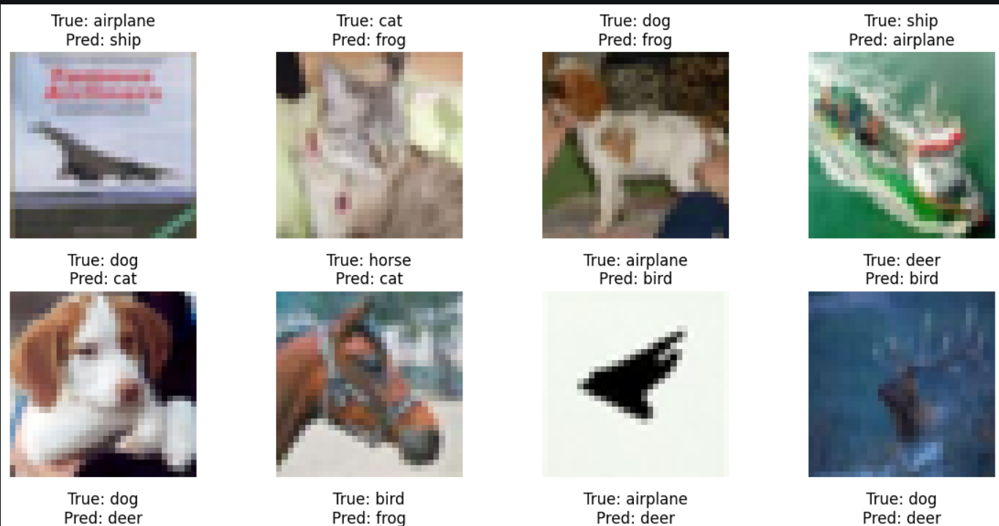 True: airplane
Pred: ship
True: cat
Pred: frog
True: dog
Pred: frog
True: ship
Pred: airplane
True: dog
Pred: cat
True: horse
Pred: cat
True: airplane
Pred: bird
True: deer
Pred: bird
True: dog
Pred: deer
True: bird
Pred: frog
True: airplane
Pred: deer
True: dog
Pred: deer